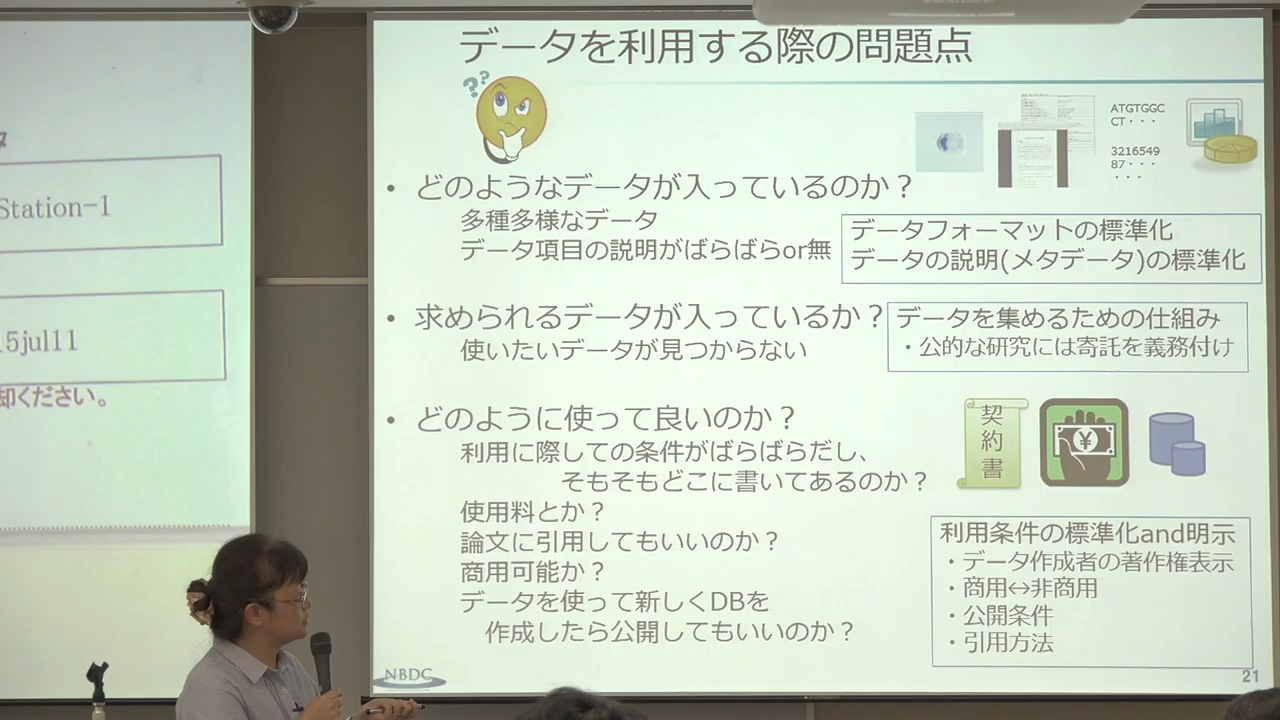 データを利用する際の問題点
??
ATGTGGC
CT・・・
3216549
87・・・
・・・
• どのようなデータが入っているのか？
多種多様なデータ
データ項目の説明がばらばらor無
データフォーマットの標準化
データの説明(メタデータ)の標準化
• 求められるデータが入っているか？
使いたいデータが見つからない
データを集めるための仕組み
・公的な研究には寄託を義務付け
• どのように使って良いのか？
利用に際しての条件がばらばらだし、
そもそもどこに書いてあるのか？
使用料とか？
論文に引用してもいいのか？
商用可能か？
データを使って新しくDBを
作成したら公開してもいいのか？
契約書
¥
利用条件の標準化and明示
・データ作成者の著作権表示
・商用↔非商用
・公開条件
・引用方法
NBDC
21
Station-1
5jul11
却ください。